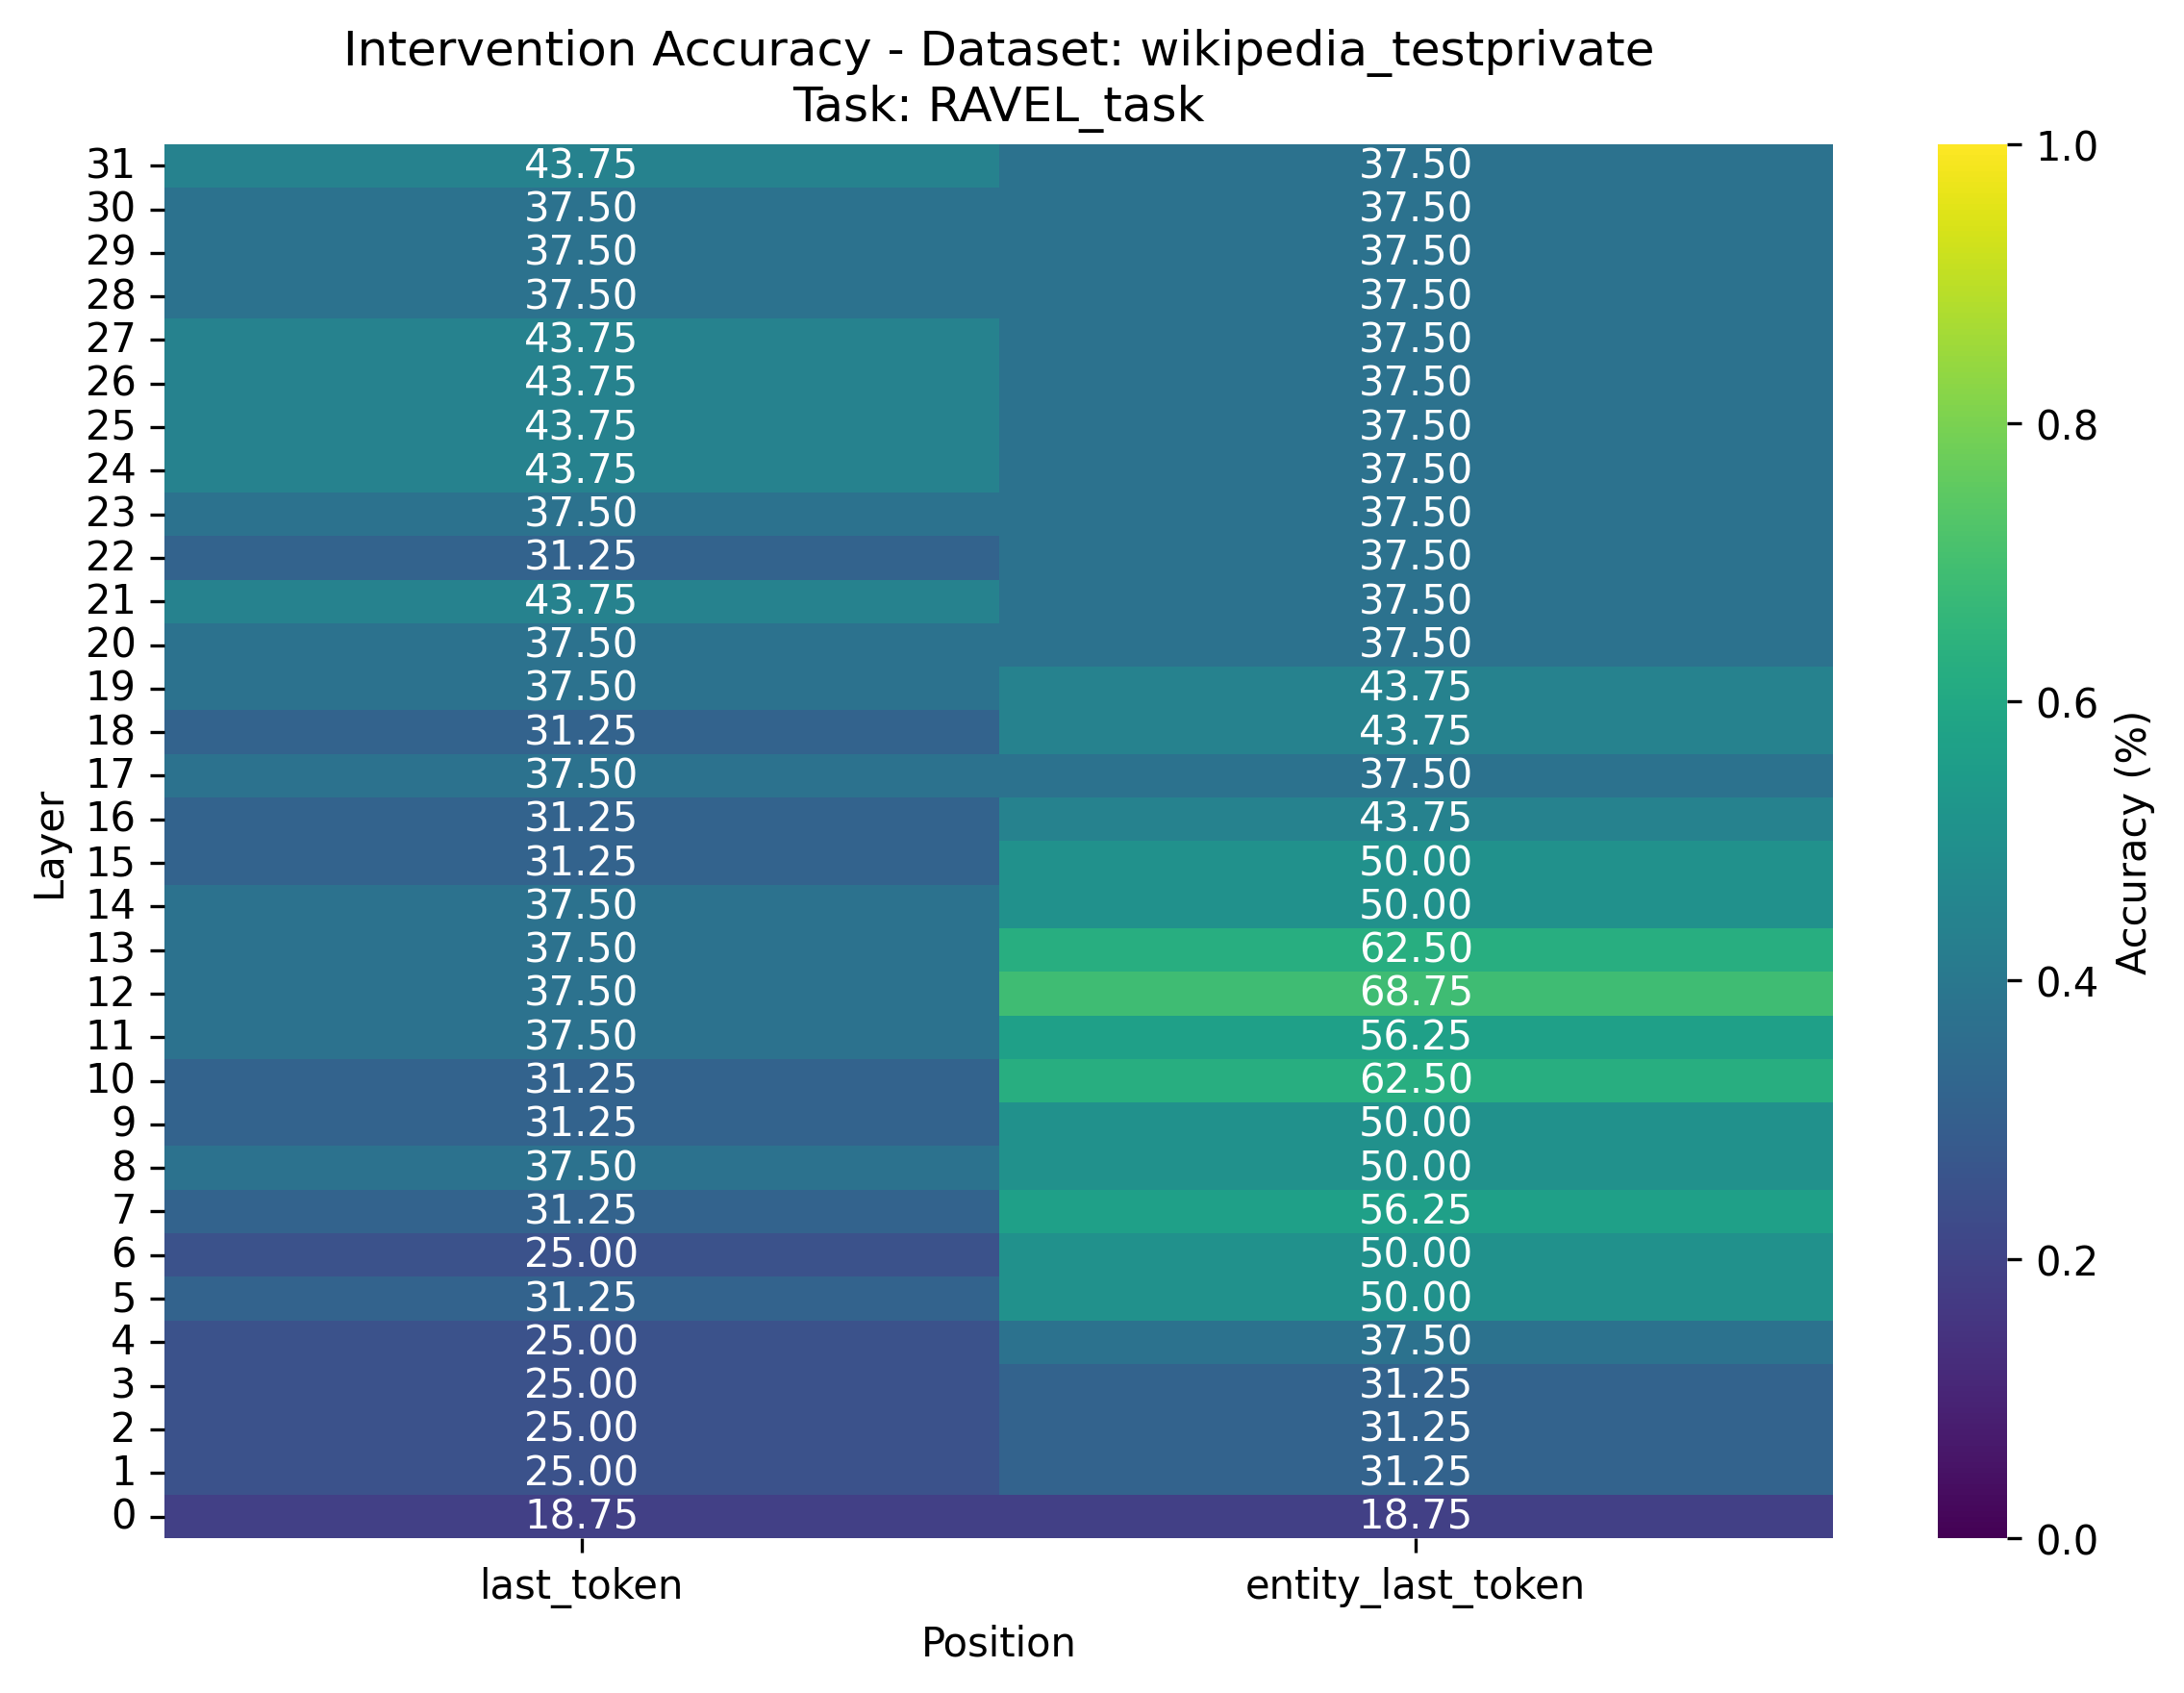 Intervention Accuracy - Dataset: wikipedia_testprivate
Task: RAVEL_task
31 43.75 37.50
30 37.50 37.50
29 37.50 37.50
28 37.50 37.50
27 43.75 37.50
26 43.75 37.50
25 43.75 37.50
24 43.75 37.50
23 37.50 37.50
22 31.25 37.50
21 43.75 37.50
20 37.50 37.50
19 37.50 43.75
18 31.25 43.75
17 37.50 37.50
16 31.25 43.75
15 31.25 50.00
14 37.50 50.00
13 37.50 62.50
12 37.50 68.75
11 37.50 56.25
10 31.25 62.50
9 31.25 50.00
8 37.50 50.00
7 31.25 56.25
6 25.00 50.00
5 31.25 50.00
4 25.00 37.50
3 25.00 31.25
2 25.00 31.25
1 25.00 31.25
0 18.75 18.75
last_token entity_last_token
Position
Layer
1.0
0.8
0.6
0.4
0.2
0.0
Accuracy (%)